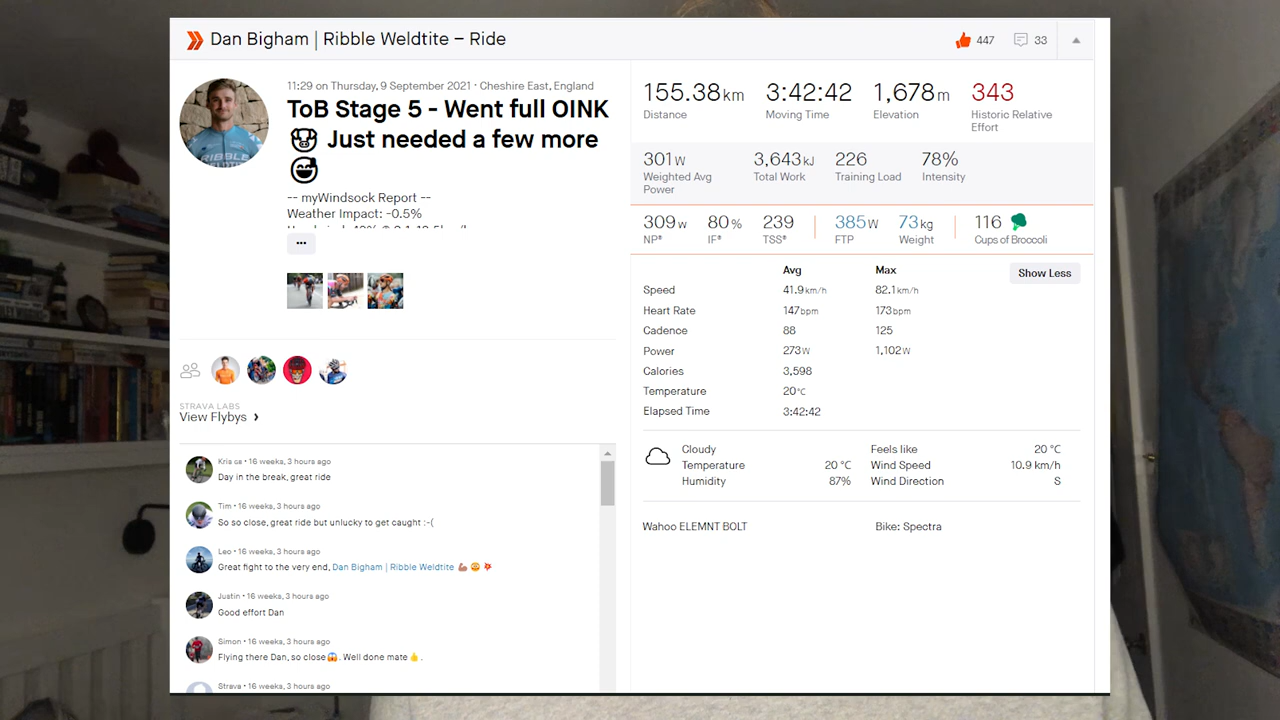 Dan Bigham | Ribble Weldtite – Ride
447
33
11:29 on Thursday, 9 September 2021 · Cheshire East, England
ToB Stage 5 - Went full OINK
🐷 Just needed a few more
😅
-- myWindsock Report --
Weather Impact: -0.5%
STRAVA LABS
View Flybys ›
Kris ca • 16 weeks, 3 hours ago
Day in the break, great ride
Tim • 16 weeks, 3 hours ago
So so close, great ride but unlucky to get caught :-(
Leo • 16 weeks, 3 hours ago
Great fight to the very end, Dan Bigham | Ribble Weldtite 💪🏽 😳 💥
Justin • 16 weeks, 3 hours ago
Good effort Dan
Simon • 16 weeks, 3 hours ago
Flying there Dan, so close😱. Well done mate👍.
Strava • 16 weeks, 3 hours ago
155.38km 3:42:42 1,678m 343
Distance Moving Time Elevation Historic Relative
Effort
301W 3,643kJ 226 78%
Weighted Avg Total Work Training Load Intensity
Power
309W 80% 239 385W 73kg 116 🥦
NP® IF® TSS® FTP Weight Cups of Broccoli
Avg Max Show Less
Speed 41.9km/h 82.1km/h
Heart Rate 147bpm 173bpm
Cadence 88 125
Power 273W 1,102W
Calories 3,598
Temperature 20℃
Elapsed Time 3:42:42
Cloudy Feels like 20 ℃
Temperature 20 ℃ Wind Speed 10.9 km/h
Humidity 87% Wind Direction S
Wahoo ELEMNT BOLT Bike: Spectra